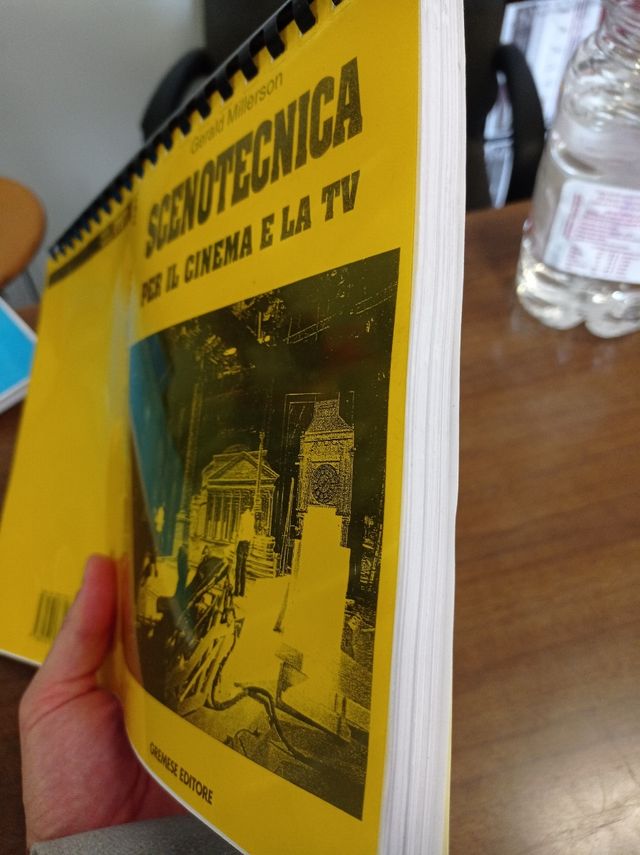 Gerald Millerson
SCENOTECNICA
PER IL CINEMA E LA TV
GREMESE EDITORE